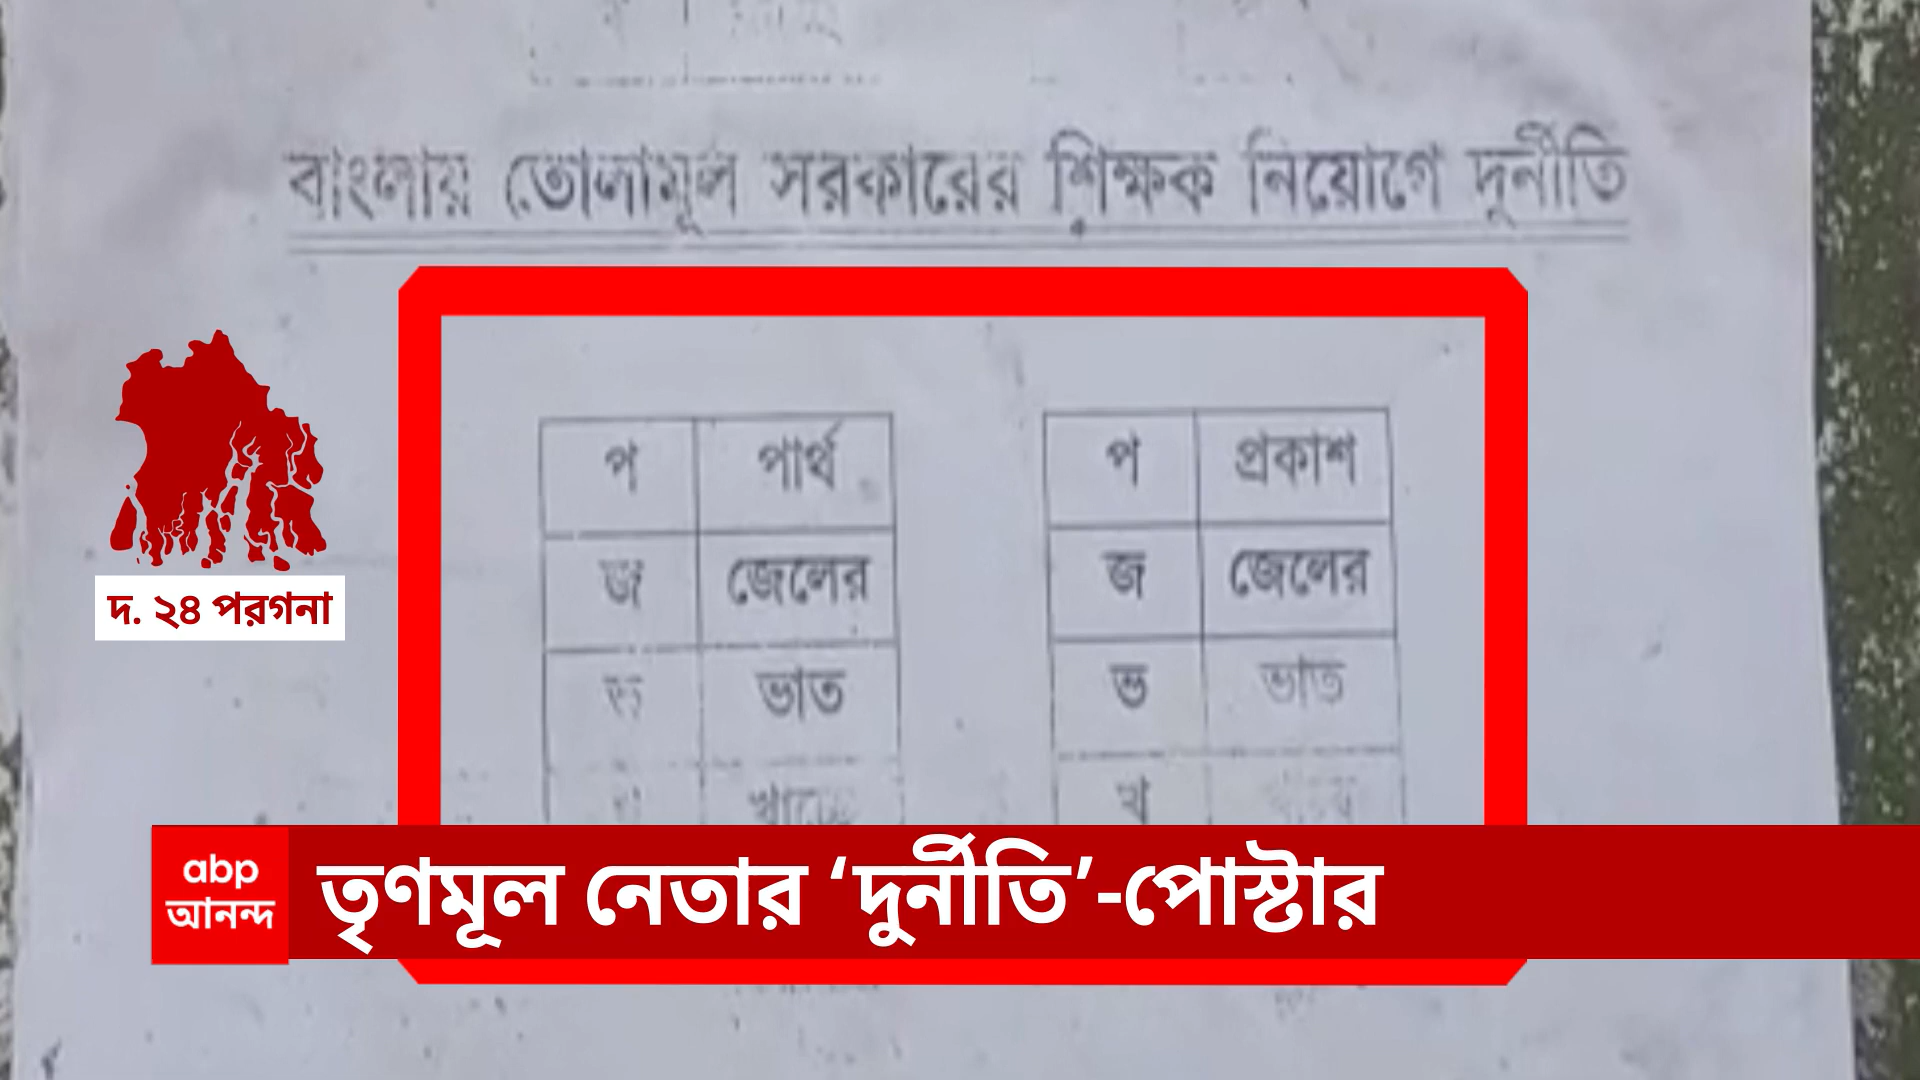 বাংলায় তোলামূল সরকারের শিক্ষক নিয়োগে দুর্নীতি
প পার্থ
জ জেলের
ভ ভাত
খাচ্ছে
প প্রকাশ
জ জেলের
ভ ভাত
খ
দ. ২৪ পরগনা
abp
আনন্দ
তৃণমূল নেতার ‘দুর্নীতি’-পোস্টার